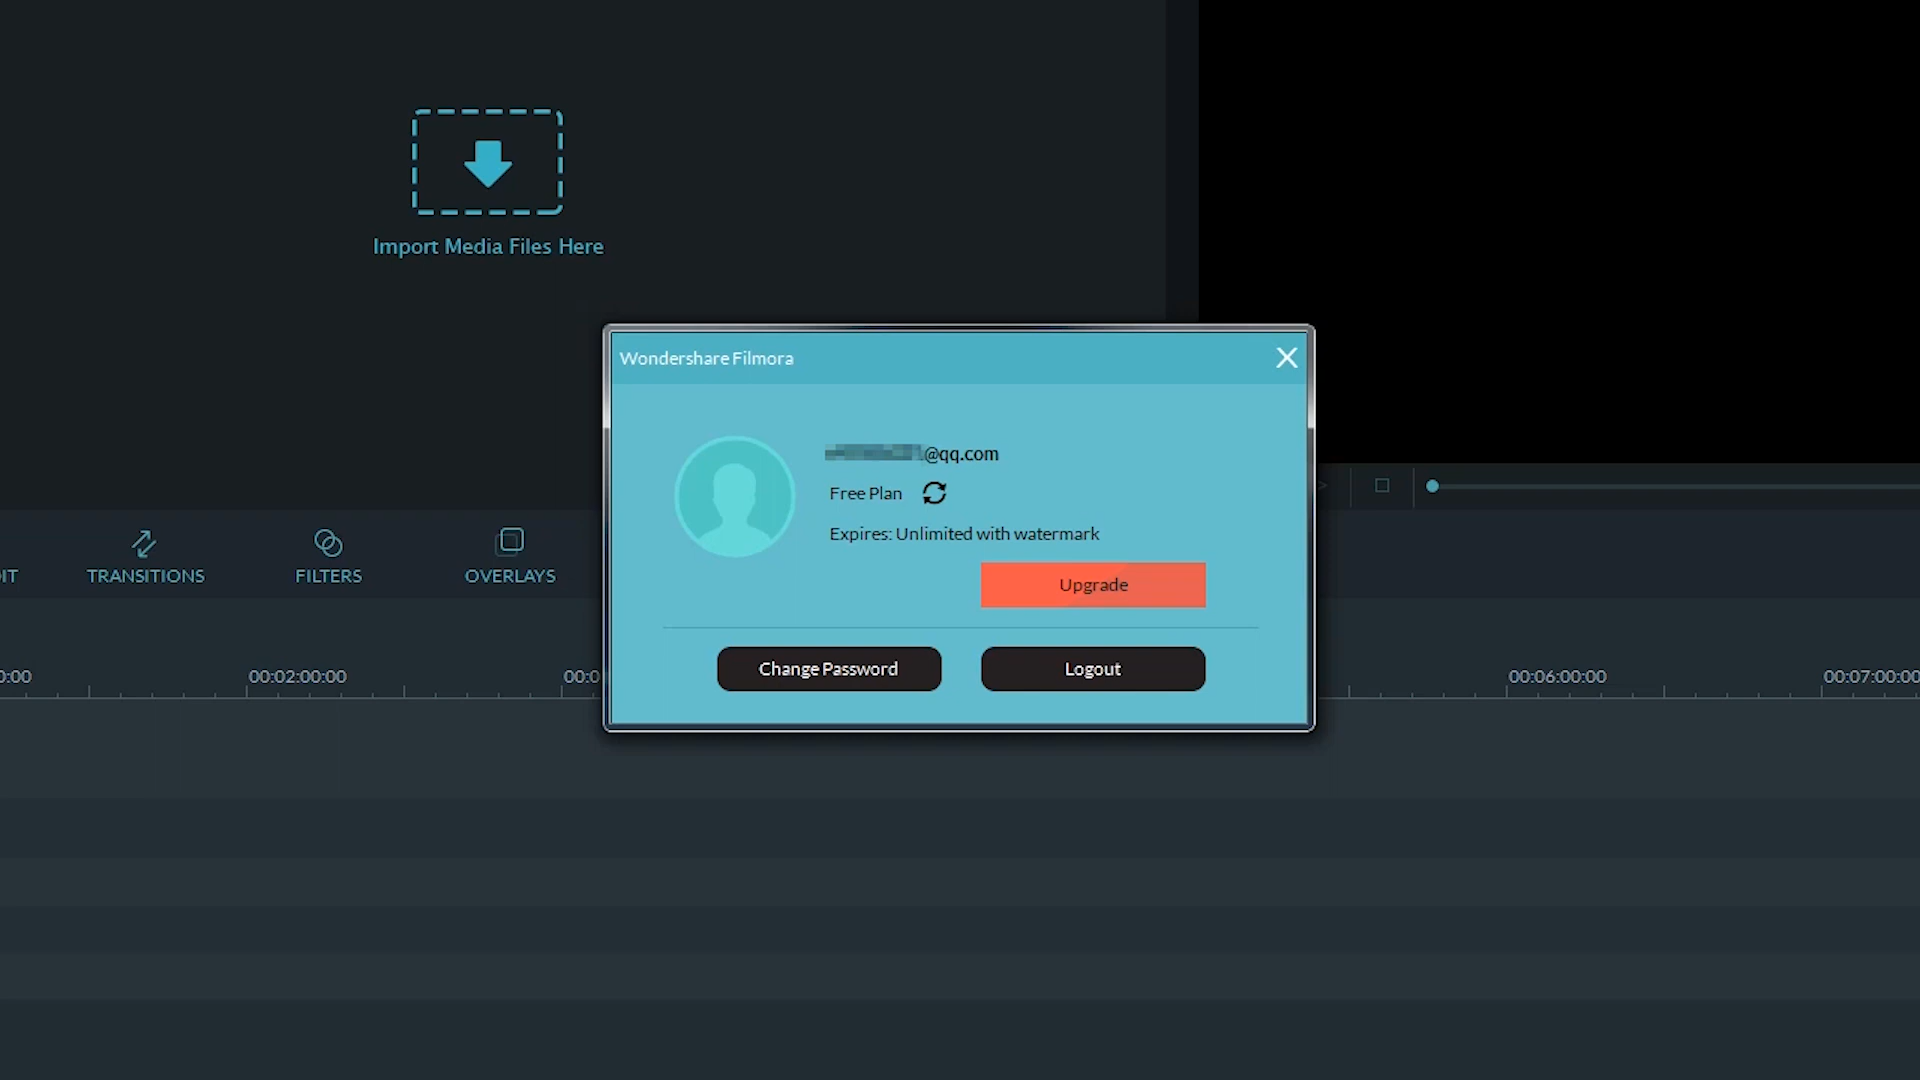 Import Media Files Here
Wondershare Filmora
@qq.com
Free Plan
Expires: Unlimited with watermark
Upgrade
Change Password
Logout
TRANSITIONS
FILTERS
OVERLAYS
00:02:00:00
00:06:00:00
00:07:00:00